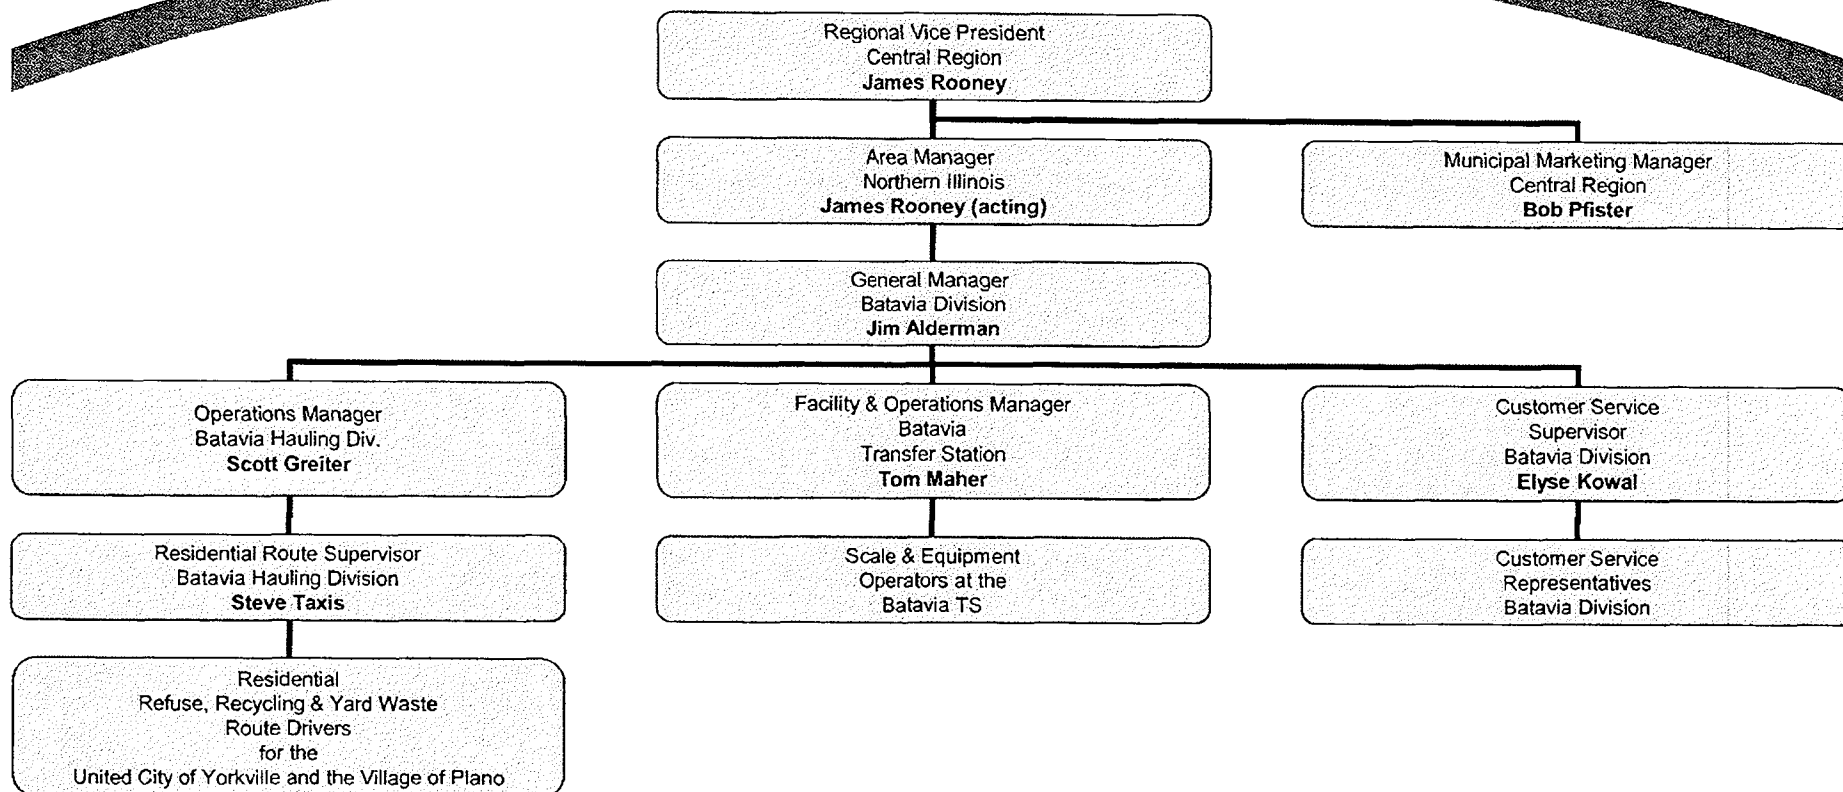 Regional Vice President
Central Region
James Rooney
Area Manager
Northern Illinois
James Rooney (acting)
Municipal Marketing Manager
Central Region
Bob Pfister
General Manager
Batavia Division
Jim Alderman
Operations Manager
Batavia Hauling Div.
Scott Greiter
Facility & Operations Manager
Batavia
Transfer Station
Tom Maher
Customer Service
Supervisor
Batavia Division
Elyse Kowal
Residential Route Supervisor
Batavia Hauling Division
Steve Taxis
Scale & Equipment
Operators at the
Batavia TS
Customer Service
Representatives
Batavia Division
Residential
Refuse, Recycling & Yard Waste
Route Drivers
for the
United City of Yorkville and the Village of Plano